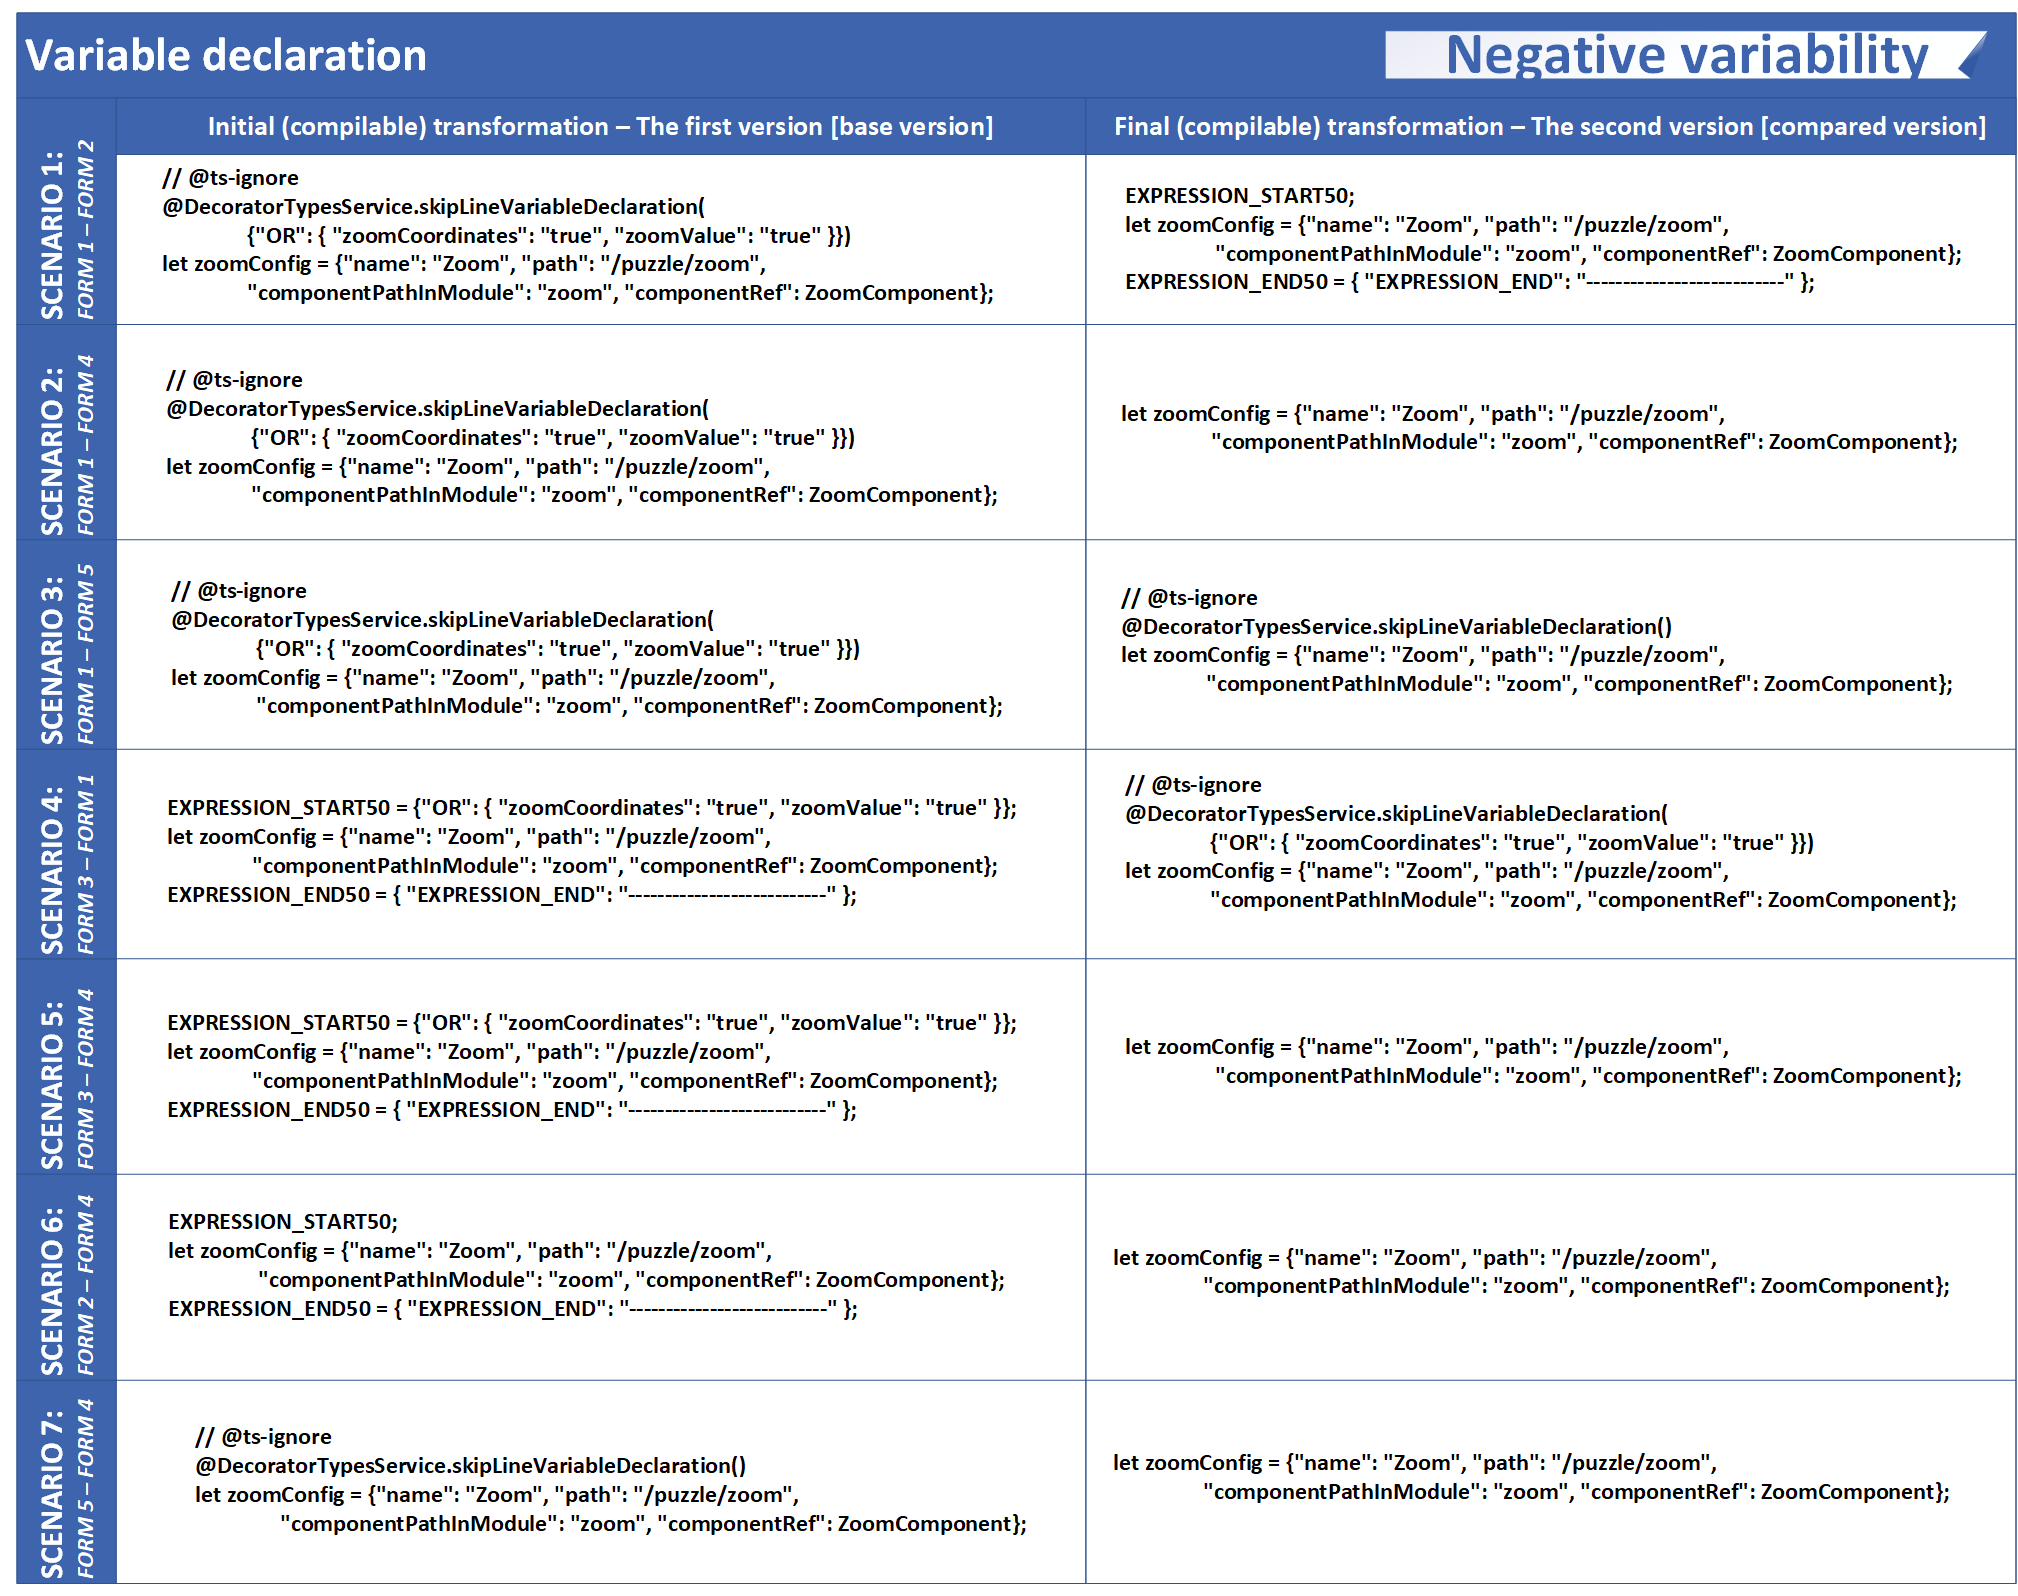 Variable declaration
Negative variability
Initial (compilable) transformation – The first version [base version]
Final (compilable) transformation – The second version [compared version]
SCENARIO 1:
FORM 1 – FORM 2
// @ts-ignore
@DecoratorTypesService.skipLineVariableDeclaration(
{"OR": { "zoomCoordinates": "true", "zoomValue": "true" }})
let zoomConfig = {"name": "Zoom", "path": "/puzzle/zoom",
"componentPathInModule": "zoom", "componentRef": ZoomComponent};
EXPRESSION_START50;
let zoomConfig = {"name": "Zoom", "path": "/puzzle/zoom",
"componentPathInModule": "zoom", "componentRef": ZoomComponent};
EXPRESSION_END50 = { "EXPRESSION_END": "---------------------------" };
SCENARIO 2:
FORM 1 – FORM 4
// @ts-ignore
@DecoratorTypesService.skipLineVariableDeclaration(
{"OR": { "zoomCoordinates": "true", "zoomValue": "true" }})
let zoomConfig = {"name": "Zoom", "path": "/puzzle/zoom",
"componentPathInModule": "zoom", "componentRef": ZoomComponent};
let zoomConfig = {"name": "Zoom", "path": "/puzzle/zoom",
"componentPathInModule": "zoom", "componentRef": ZoomComponent};
SCENARIO 3:
FORM 1 – FORM 5
// @ts-ignore
@DecoratorTypesService.skipLineVariableDeclaration(
{"OR": { "zoomCoordinates": "true", "zoomValue": "true" }})
let zoomConfig = {"name": "Zoom", "path": "/puzzle/zoom",
"componentPathInModule": "zoom", "componentRef": ZoomComponent};
// @ts-ignore
@DecoratorTypesService.skipLineVariableDeclaration()
let zoomConfig = {"name": "Zoom", "path": "/puzzle/zoom",
"componentPathInModule": "zoom", "componentRef": ZoomComponent};
SCENARIO 4:
FORM 3 – FORM 1
EXPRESSION_START50 = {"OR": { "zoomCoordinates": "true", "zoomValue": "true" }};
let zoomConfig = {"name": "Zoom", "path": "/puzzle/zoom",
"componentPathInModule": "zoom", "componentRef": ZoomComponent};
EXPRESSION_END50 = { "EXPRESSION_END": "---------------------------" };
// @ts-ignore
@DecoratorTypesService.skipLineVariableDeclaration(
{"OR": { "zoomCoordinates": "true", "zoomValue": "true" }})
let zoomConfig = {"name": "Zoom", "path": "/puzzle/zoom",
"componentPathInModule": "zoom", "componentRef": ZoomComponent};
SCENARIO 5:
FORM 3 – FORM 4
EXPRESSION_START50 = {"OR": { "zoomCoordinates": "true", "zoomValue": "true" }};
let zoomConfig = {"name": "Zoom", "path": "/puzzle/zoom",
"componentPathInModule": "zoom", "componentRef": ZoomComponent};
EXPRESSION_END50 = { "EXPRESSION_END": "---------------------------" };
let zoomConfig = {"name": "Zoom", "path": "/puzzle/zoom",
"componentPathInModule": "zoom", "componentRef": ZoomComponent};
SCENARIO 6:
FORM 2 – FORM 4
EXPRESSION_START50;
let zoomConfig = {"name": "Zoom", "path": "/puzzle/zoom",
"componentPathInModule": "zoom", "componentRef": ZoomComponent};
EXPRESSION_END50 = { "EXPRESSION_END": "---------------------------" };
let zoomConfig = {"name": "Zoom", "path": "/puzzle/zoom",
"componentPathInModule": "zoom", "componentRef": ZoomComponent};
SCENARIO 7:
FORM 5 – FORM 4
// @ts-ignore
@DecoratorTypesService.skipLineVariableDeclaration()
let zoomConfig = {"name": "Zoom", "path": "/puzzle/zoom",
"componentPathInModule": "zoom", "componentRef": ZoomComponent};
let zoomConfig = {"name": "Zoom", "path": "/puzzle/zoom",
"componentPathInModule": "zoom", "componentRef": ZoomComponent};